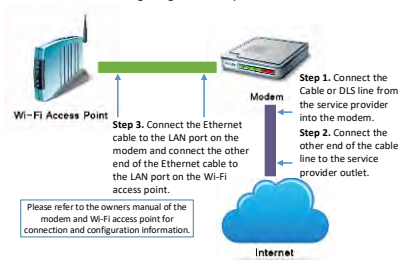 Step 1. Connect the
Cable or DLS line from
the service provider
into the modem.
Modem
Wi-Fi Access Point
Step 2. Connect the
other end of the cable
line to the service
provider outlet.
Step 3. Connect the Ethernet
cable to the LAN port on the
modem and connect the other
end of the Ethernet cable to
the LAN port on the Wi-Fi
access point.
Please refer to the owners manual of the
modem and Wi-Fi access point for
connection and configuration information.
Internet